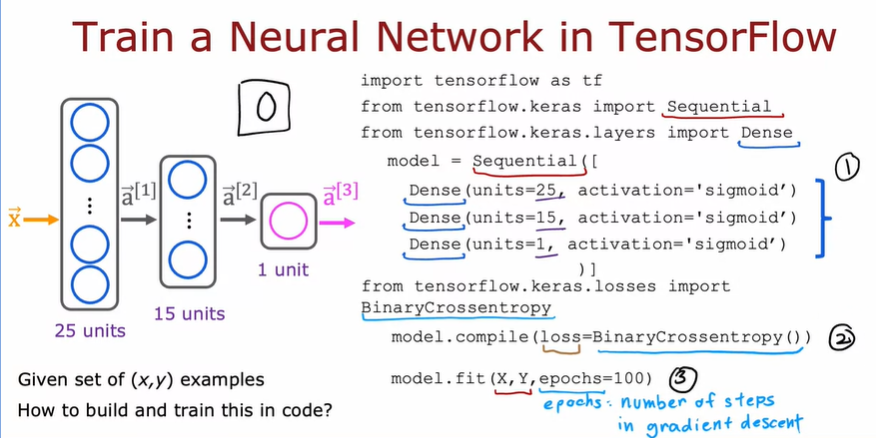 Train a Neural Network in TensorFlow
0
x⃗
a⃗[1]
a⃗[2]
a⃗[3]
25 units
15 units
1 unit
Given set of (x,y) examples
How to build and train this in code?
import tensorflow as tf
from tensorflow.keras import Sequential
from tensorflow.keras.layers import Dense
model = Sequential([
Dense(units=25, activation='sigmoid’)
Dense(units=15, activation='sigmoid’)
Dense(units=1, activation='sigmoid’)
)]
①
from tensorflow.keras.losses import
BinaryCrossentropy
model.compile(loss=BinaryCrossentropy()) ②
model.fit(X,Y,epochs=100) ③
epochs: number of steps
in gradient descent